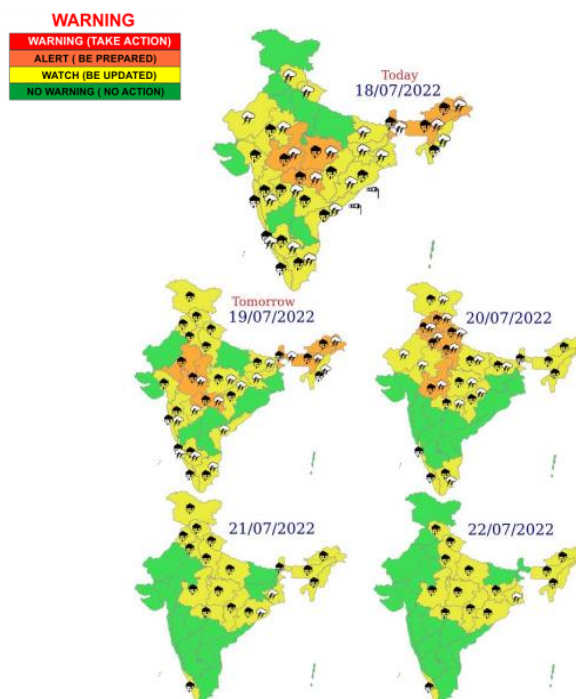 WARNING
WARNING (TAKE ACTION)
ALERT ( BE PREPARED)
WATCH (BE UPDATED)
NO WARNING ( NO ACTION)
Today
18/07/2022
Tomorrow
19/07/2022
20/07/2022
21/07/2022
22/07/2022